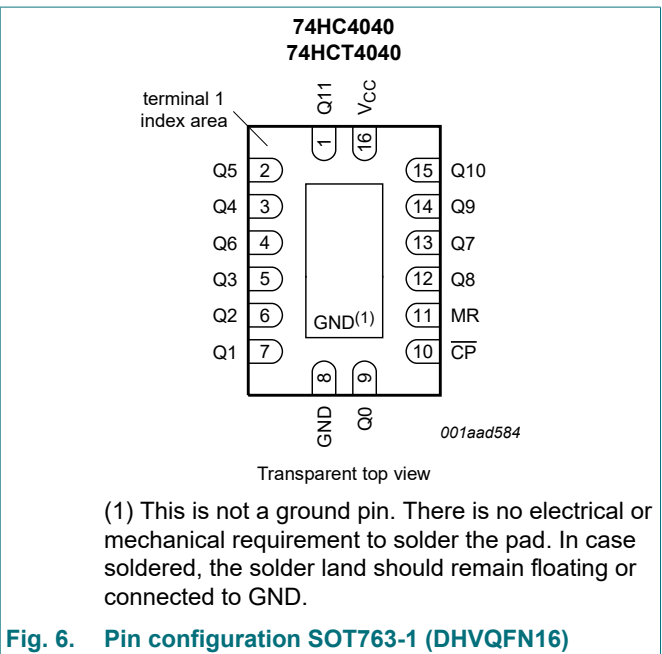 74HC4040
74HCT4040
terminal 1
index area
Q11
VCC
1
16
Q5 2 15 Q10
Q4 3 14 Q9
Q6 4 13 Q7
Q3 5 12 Q8
Q2 6 11 MR
Q1 7 10 C̅P̅
GND(1)
8
9
GND
Q0
001aad584
Transparent top view
(1) This is not a ground pin. There is no electrical or
mechanical requirement to solder the pad. In case
soldered, the solder land should remain floating or
connected to GND.
Fig. 6. Pin configuration SOT763-1 (DHVQFN16)